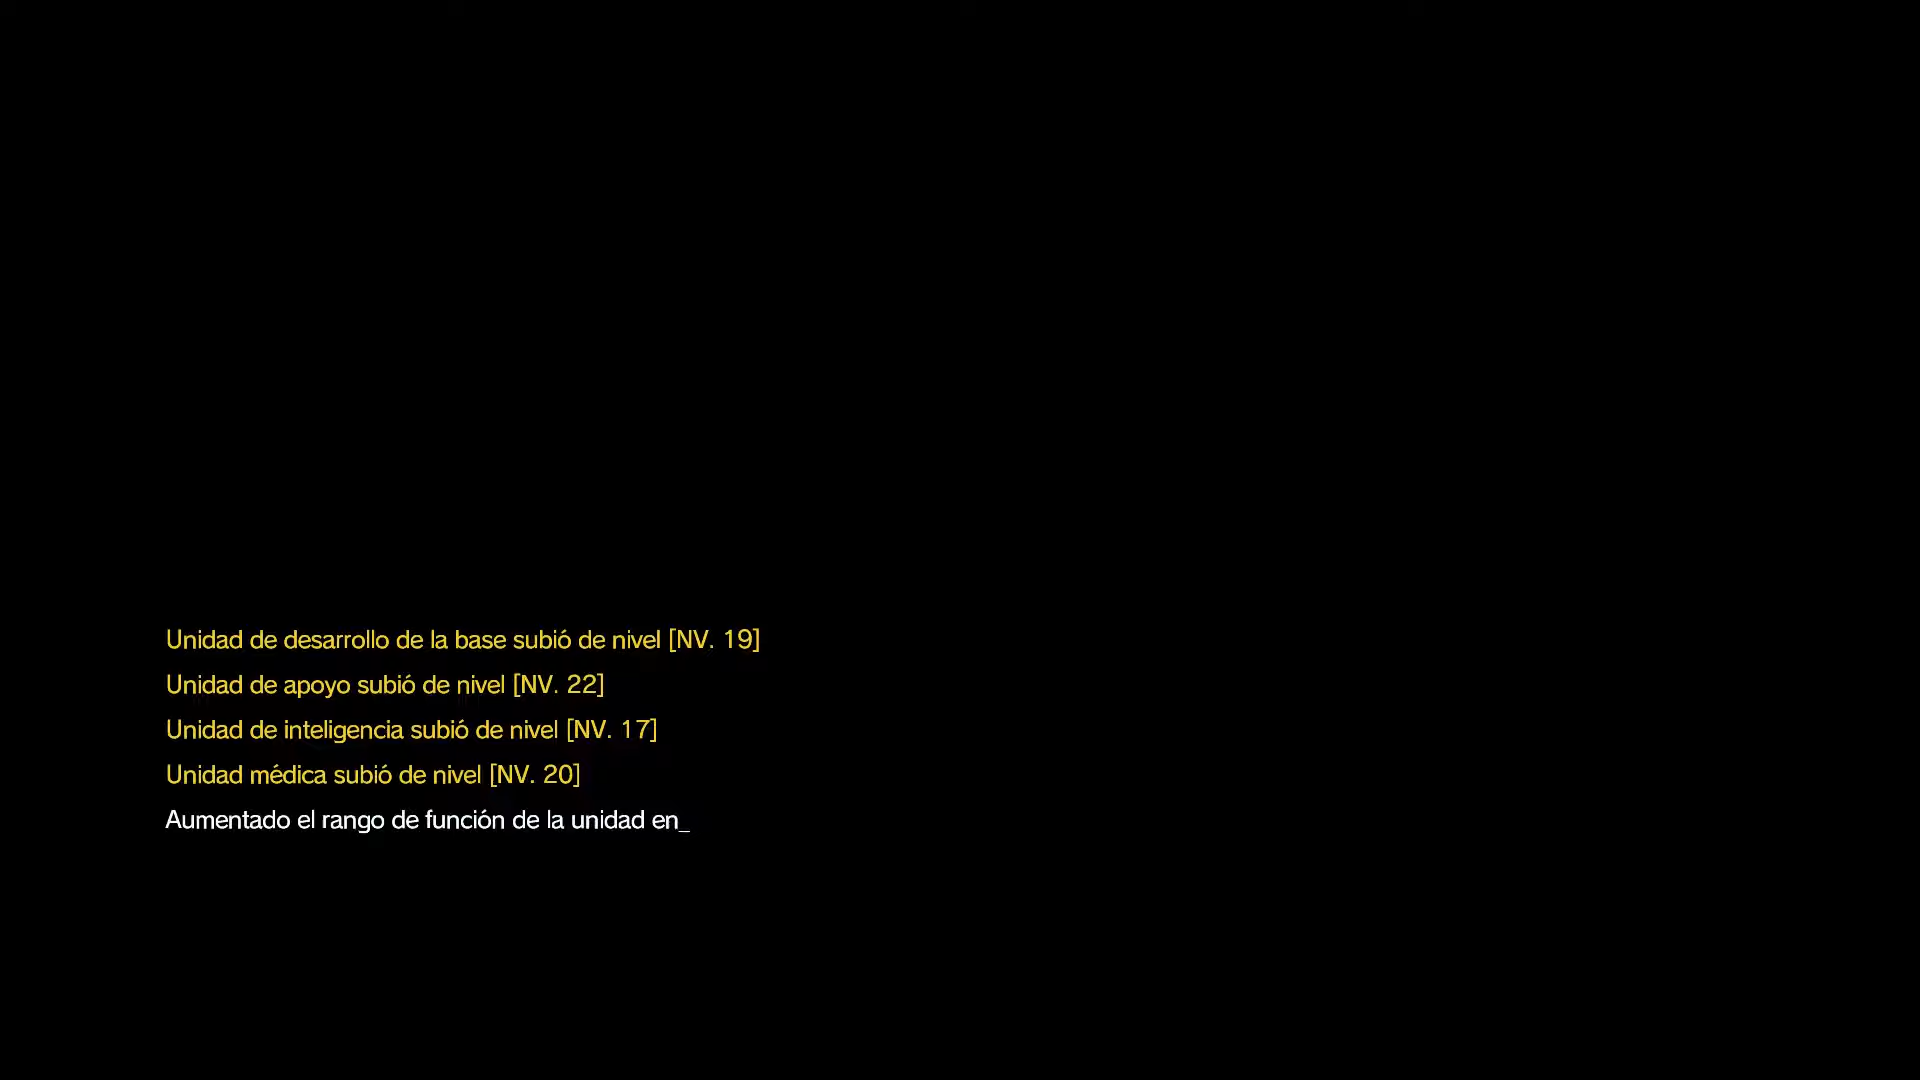 Unidad de desarrollo de la base subió de nivel [NV. 19]
Unidad de apoyo subió de nivel [NV. 22]
Unidad de inteligencia subió de nivel [NV. 17]
Unidad médica subió de nivel [NV. 20]
Aumentado el rango de función de la unidad en_